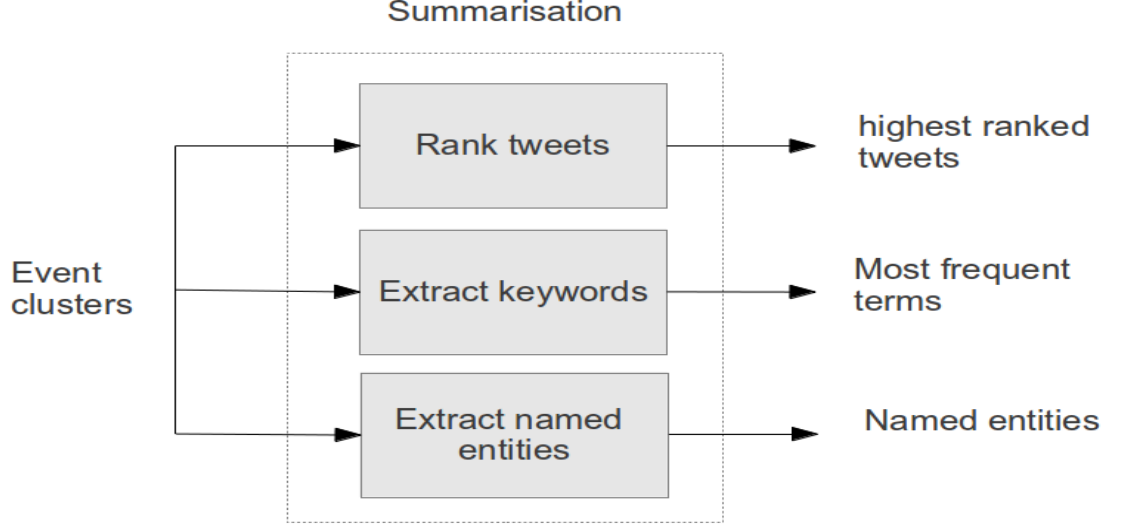 Summarisation
Rank tweets
highest ranked
tweets
Event
clusters
Extract keywords
Most frequent
terms
Extract named
entities
Named entities